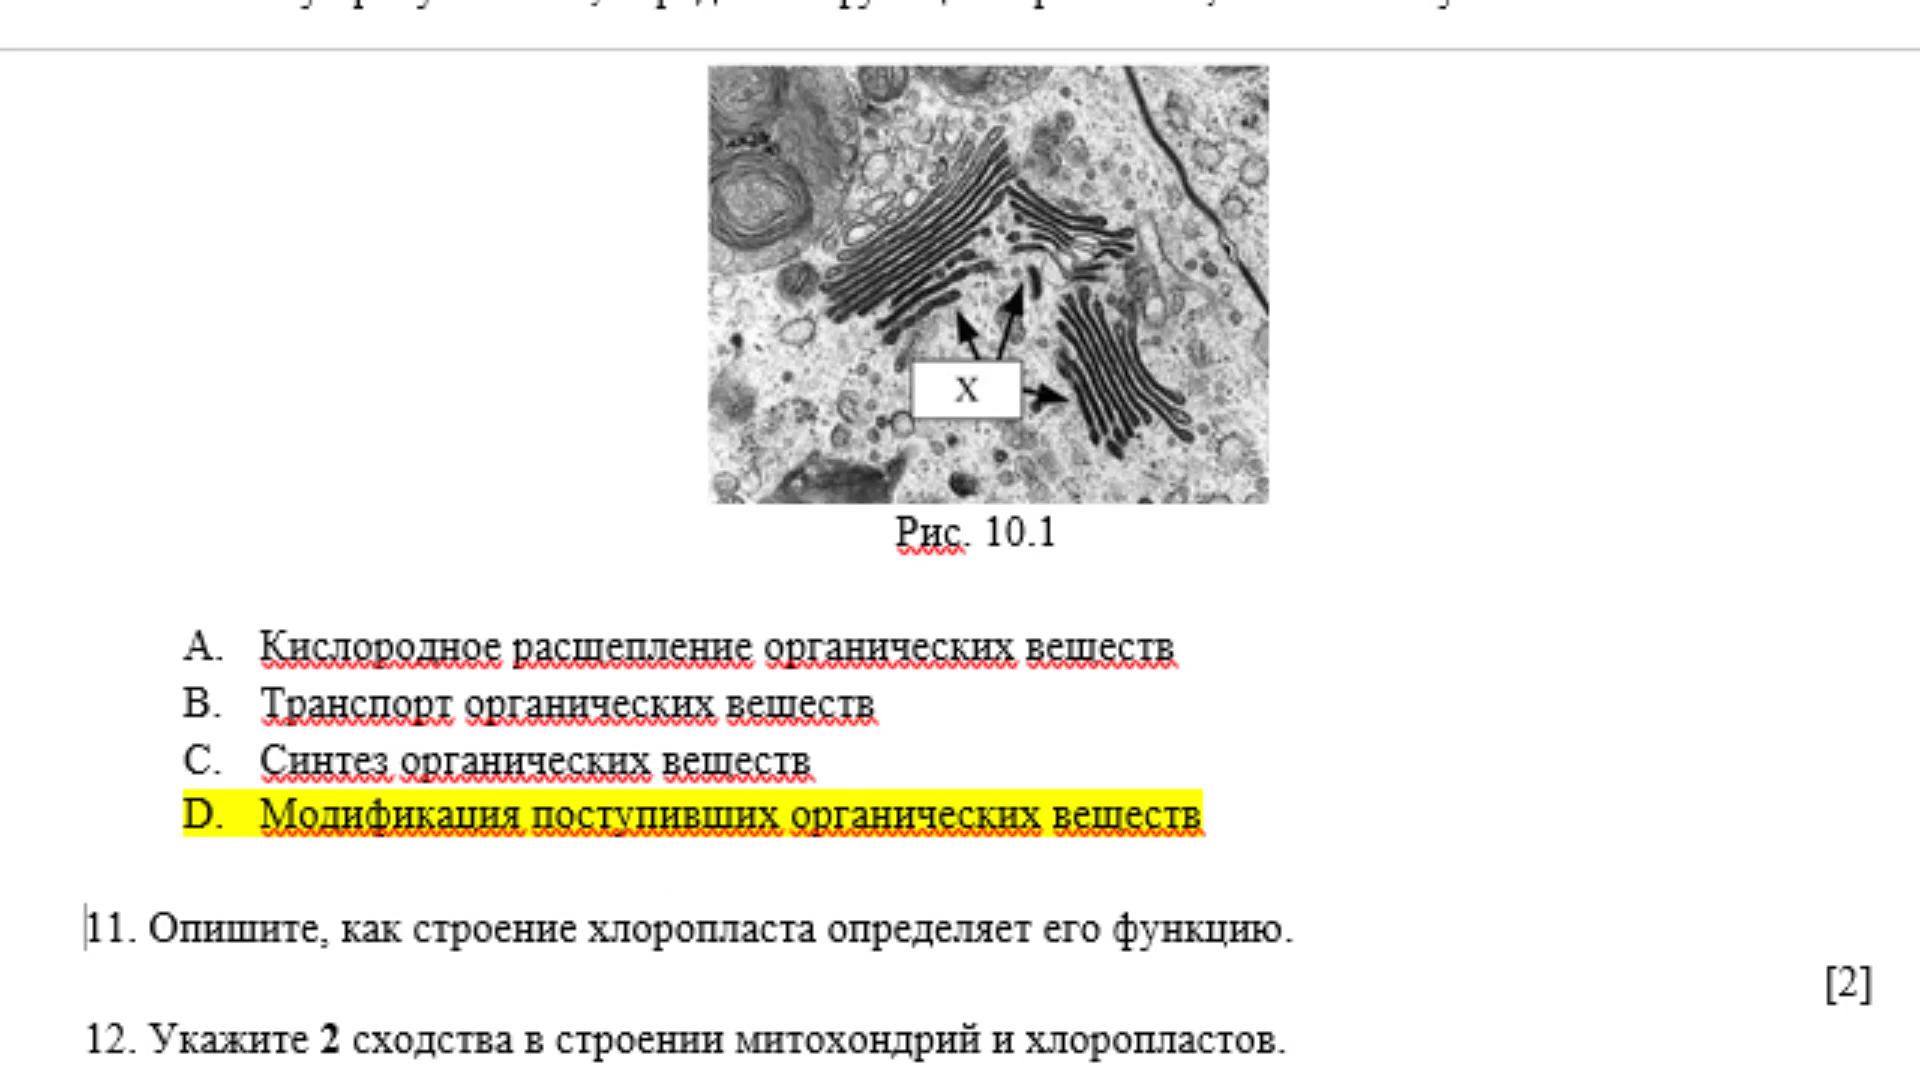 X
Рис. 10.1
A. Кислородное расщепление органических веществ
B. Транспорт органических веществ
C. Синтез органических веществ
D. Модификация поступивших органических веществ
11. Опишите, как строение хлоропласта определяет его функцию.
[2]
12. Укажите 2 сходства в строении митохондрий и хлоропластов.